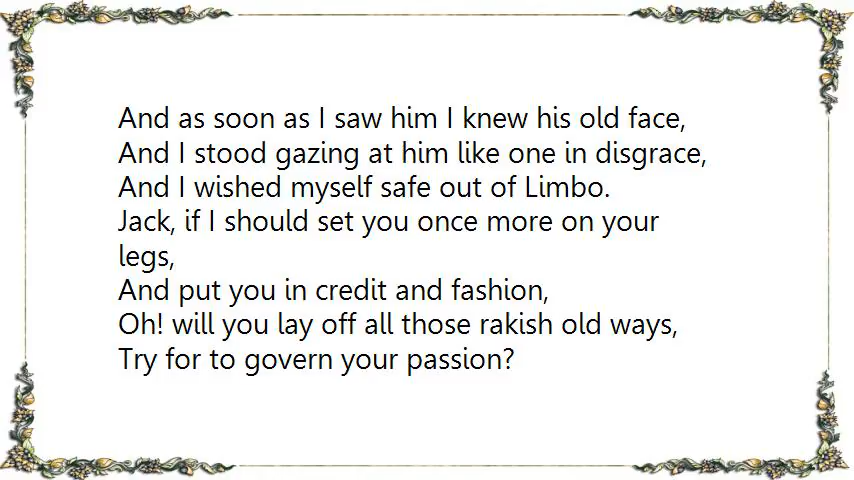 And as soon as I saw him I knew his old face,
And I stood gazing at him like one in disgrace,
And I wished myself safe out of Limbo.
Jack, if I should set you once more on your
legs,
And put you in credit and fashion,
Oh! will you lay off all those rakish old ways,
Try for to govern your passion?